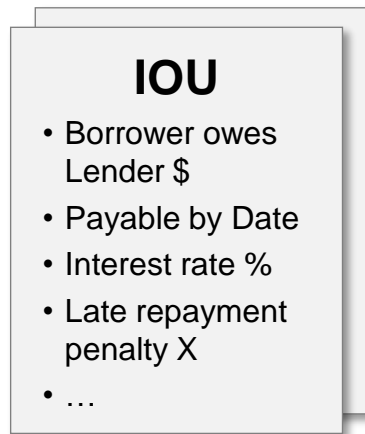 IOU
• Borrower owes
Lender $
• Payable by Date
• Interest rate %
• Late repayment
penalty X
• …